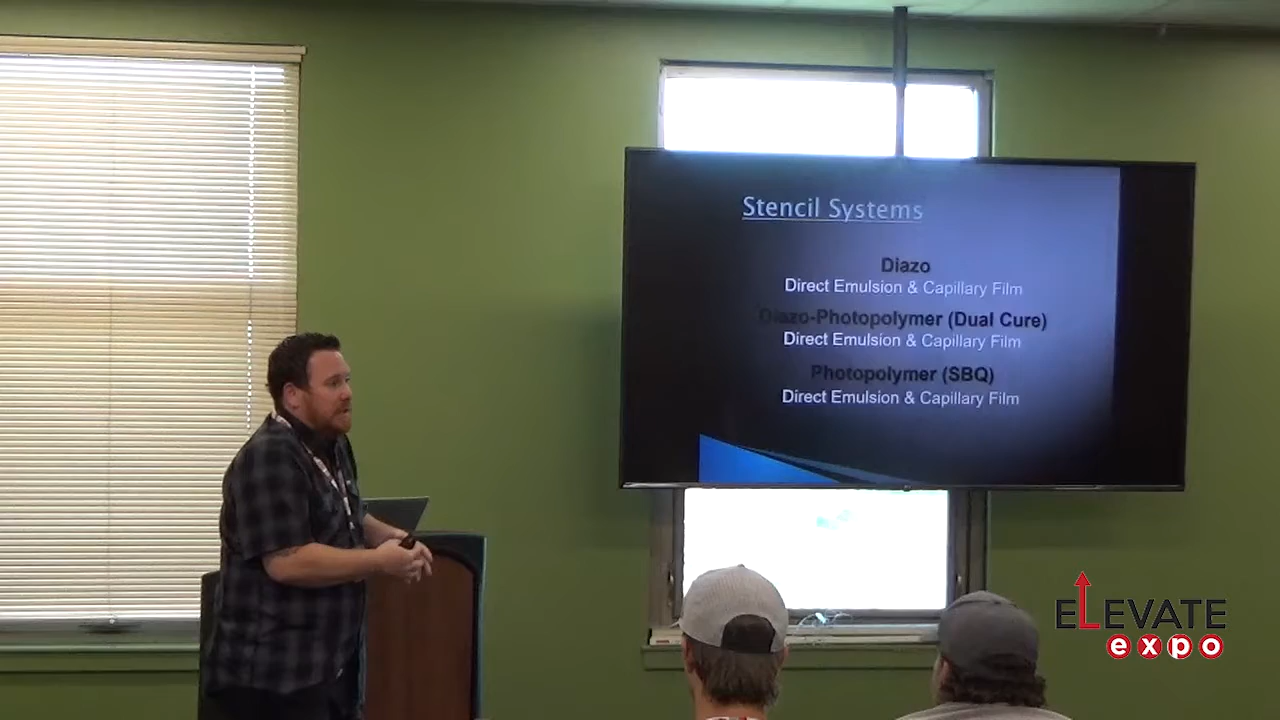 Stencil Systems
Diazo
Direct Emulsion & Capillary Film
Diazo-Photopolymer (Dual Cure)
Direct Emulsion & Capillary Film
Photopolymer (SBQ)
Direct Emulsion & Capillary Film
ELEVATE
expo